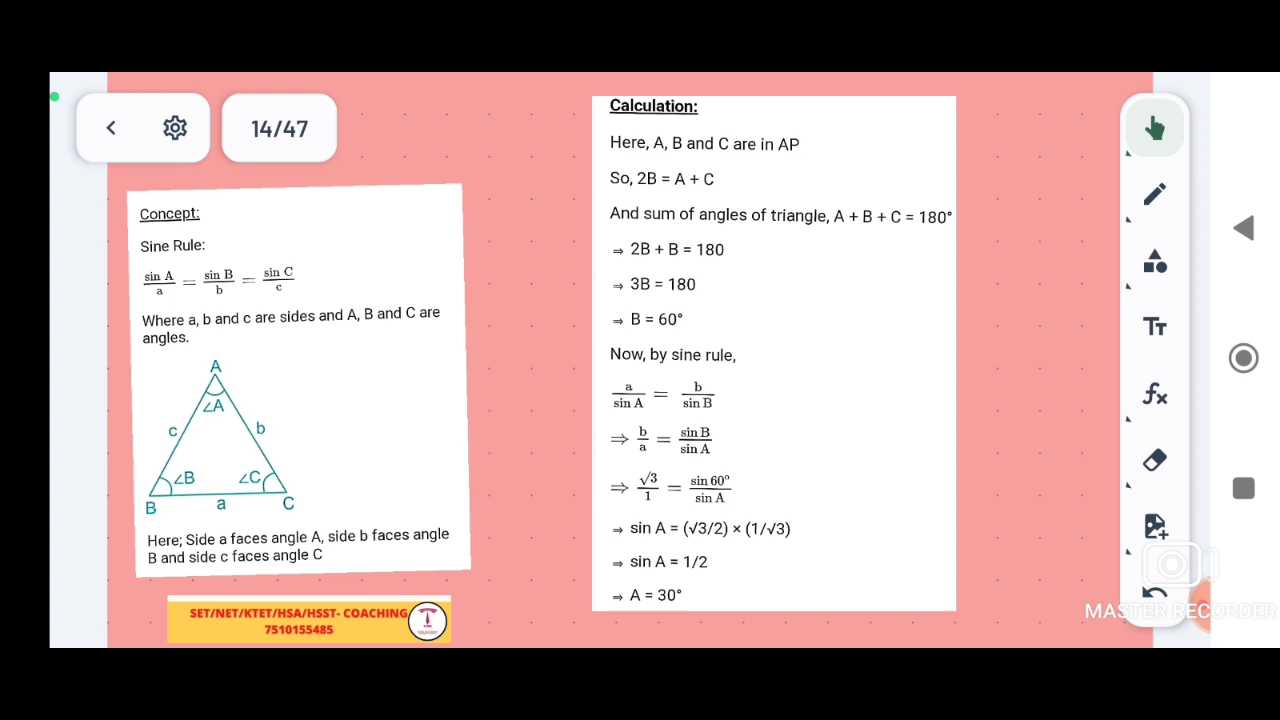 14/47
Concept:
Sine Rule:
sin A/a = sin B/b = sin C/c
Where a, b and c are sides and A, B and C are
angles.
A
∠A
c
b
∠B
∠C
B
a
C
Here; Side a faces angle A, side b faces angle
B and side c faces angle C
SET/NET/KTET/HSA/HSST- COACHING
7510155485
Calculation:
Here, A, B and C are in AP
So, 2B = A + C
And sum of angles of triangle, A + B + C = 180°
⇒ 2B + B = 180
⇒ 3B = 180
⇒ B = 60°
Now, by sine rule,
a/sin A = b/sin B
⇒ b/a = sin B/sin A
⇒ √3/1 = sin 60°/sin A
⇒ sin A = (√3/2) × (1/√3)
⇒ sin A = 1/2
⇒ A = 30°
TT
fx
MASTER RECORDER